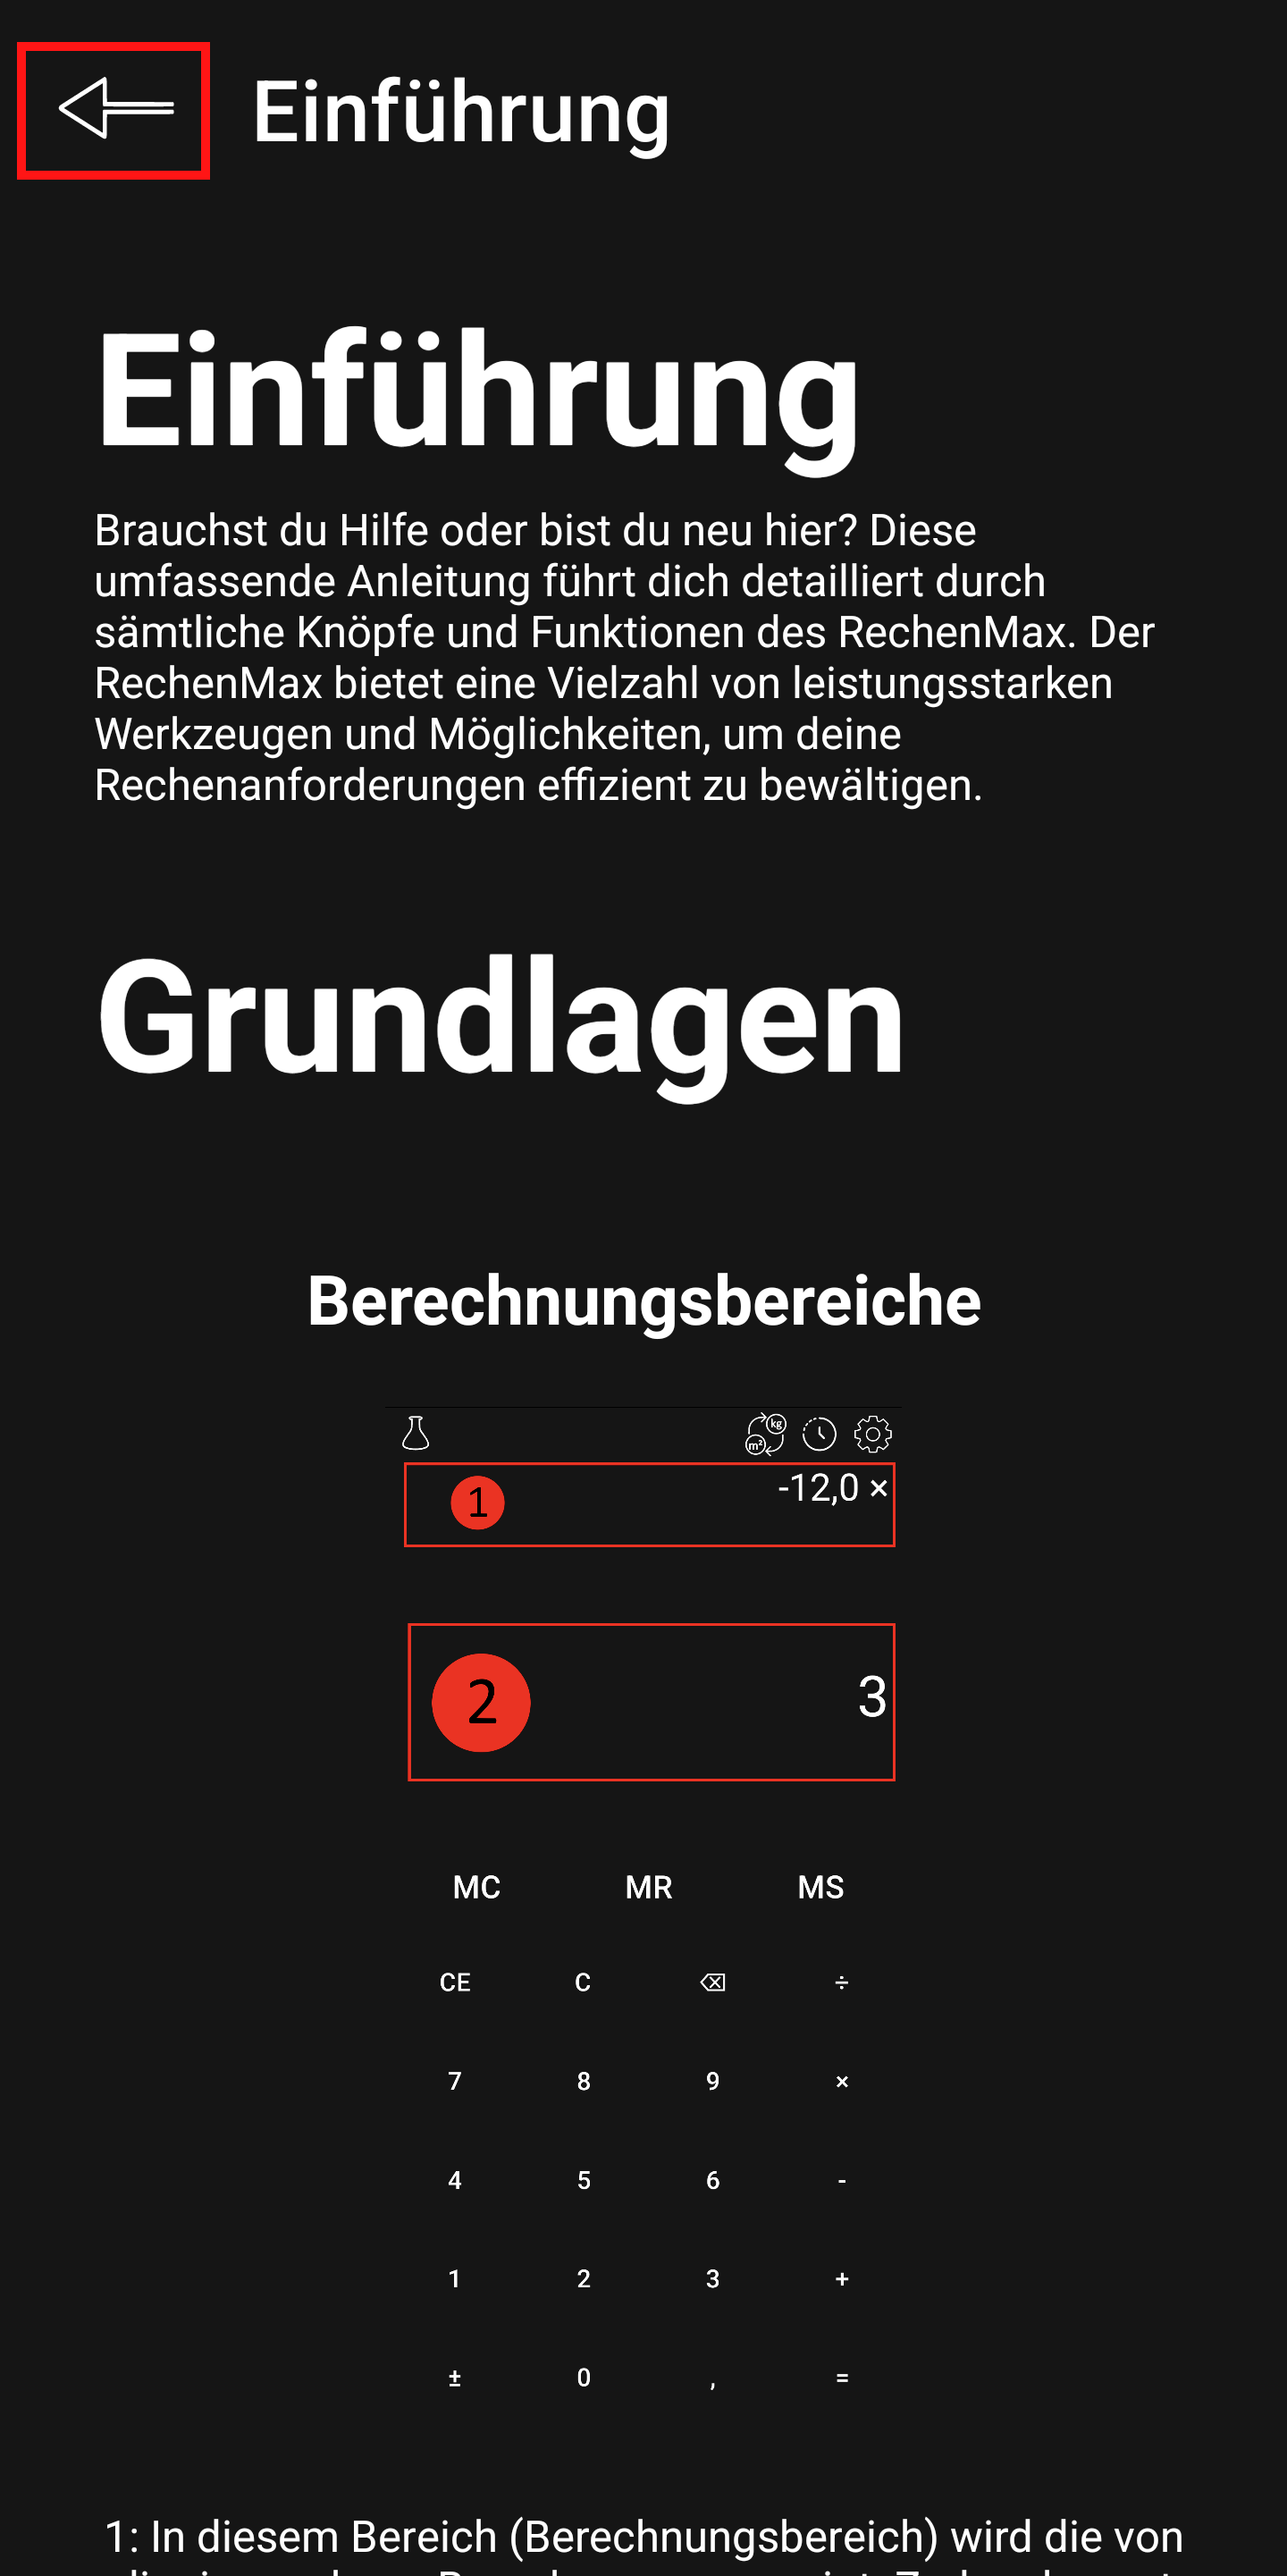 Einführung
Einführung
Brauchst du Hilfe oder bist du neu hier? Diese
umfassende Anleitung führt dich detailliert durch
sämtliche Knöpfe und Funktionen des RechenMax. Der
RechenMax bietet eine Vielzahl von leistungsstarken
Werkzeugen und Möglichkeiten, um deine
Rechenanforderungen effizient zu bewältigen.
Grundlagen
Berechnungsbereiche
kg
m²
1 -12,0 ×
2 3
MC MR MS
CE C ÷
7 8 9 ×
4 5 6 -
1 2 3 +
± 0 , =
1: In diesem Bereich (Berechnungsbereich) wird die von